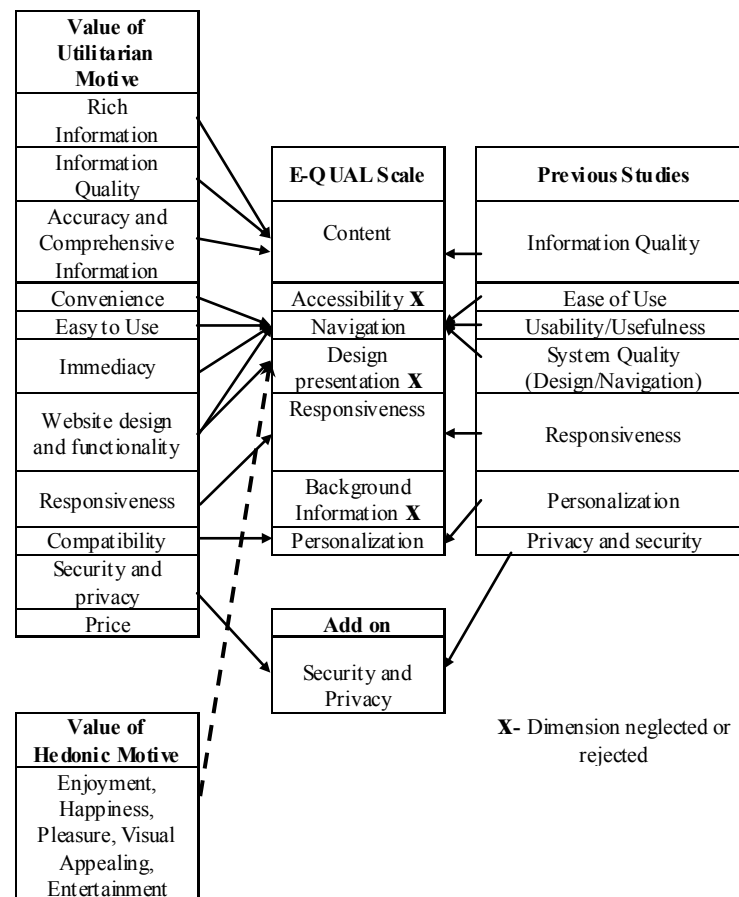 Value of
Utilitarian
Motive
Rich
Information
Information
Quality
Accuracy and
Comprehensive
Information
Convenience
Easy to Use
Immediacy
Website design
and functionality
Responsiveness
Compatibility
Security and
privacy
Price
E-QUAL Scale
Content
Accessibility X
Navigation
Design
presentation X
Responsiveness
Background
Information X
Personalization
Previous Studies
Information Quality
Ease of Use
Usability/Usefulness
System Quality
(Design/Navigation)
Responsiveness
Personalization
Privacy and security
Add on
Security and
Privacy
Value of
Hedonic Motive
Enjoyment,
Happiness,
Pleasure, Visual
Appealing,
Entertainment
X- Dimension neglected or
rejected